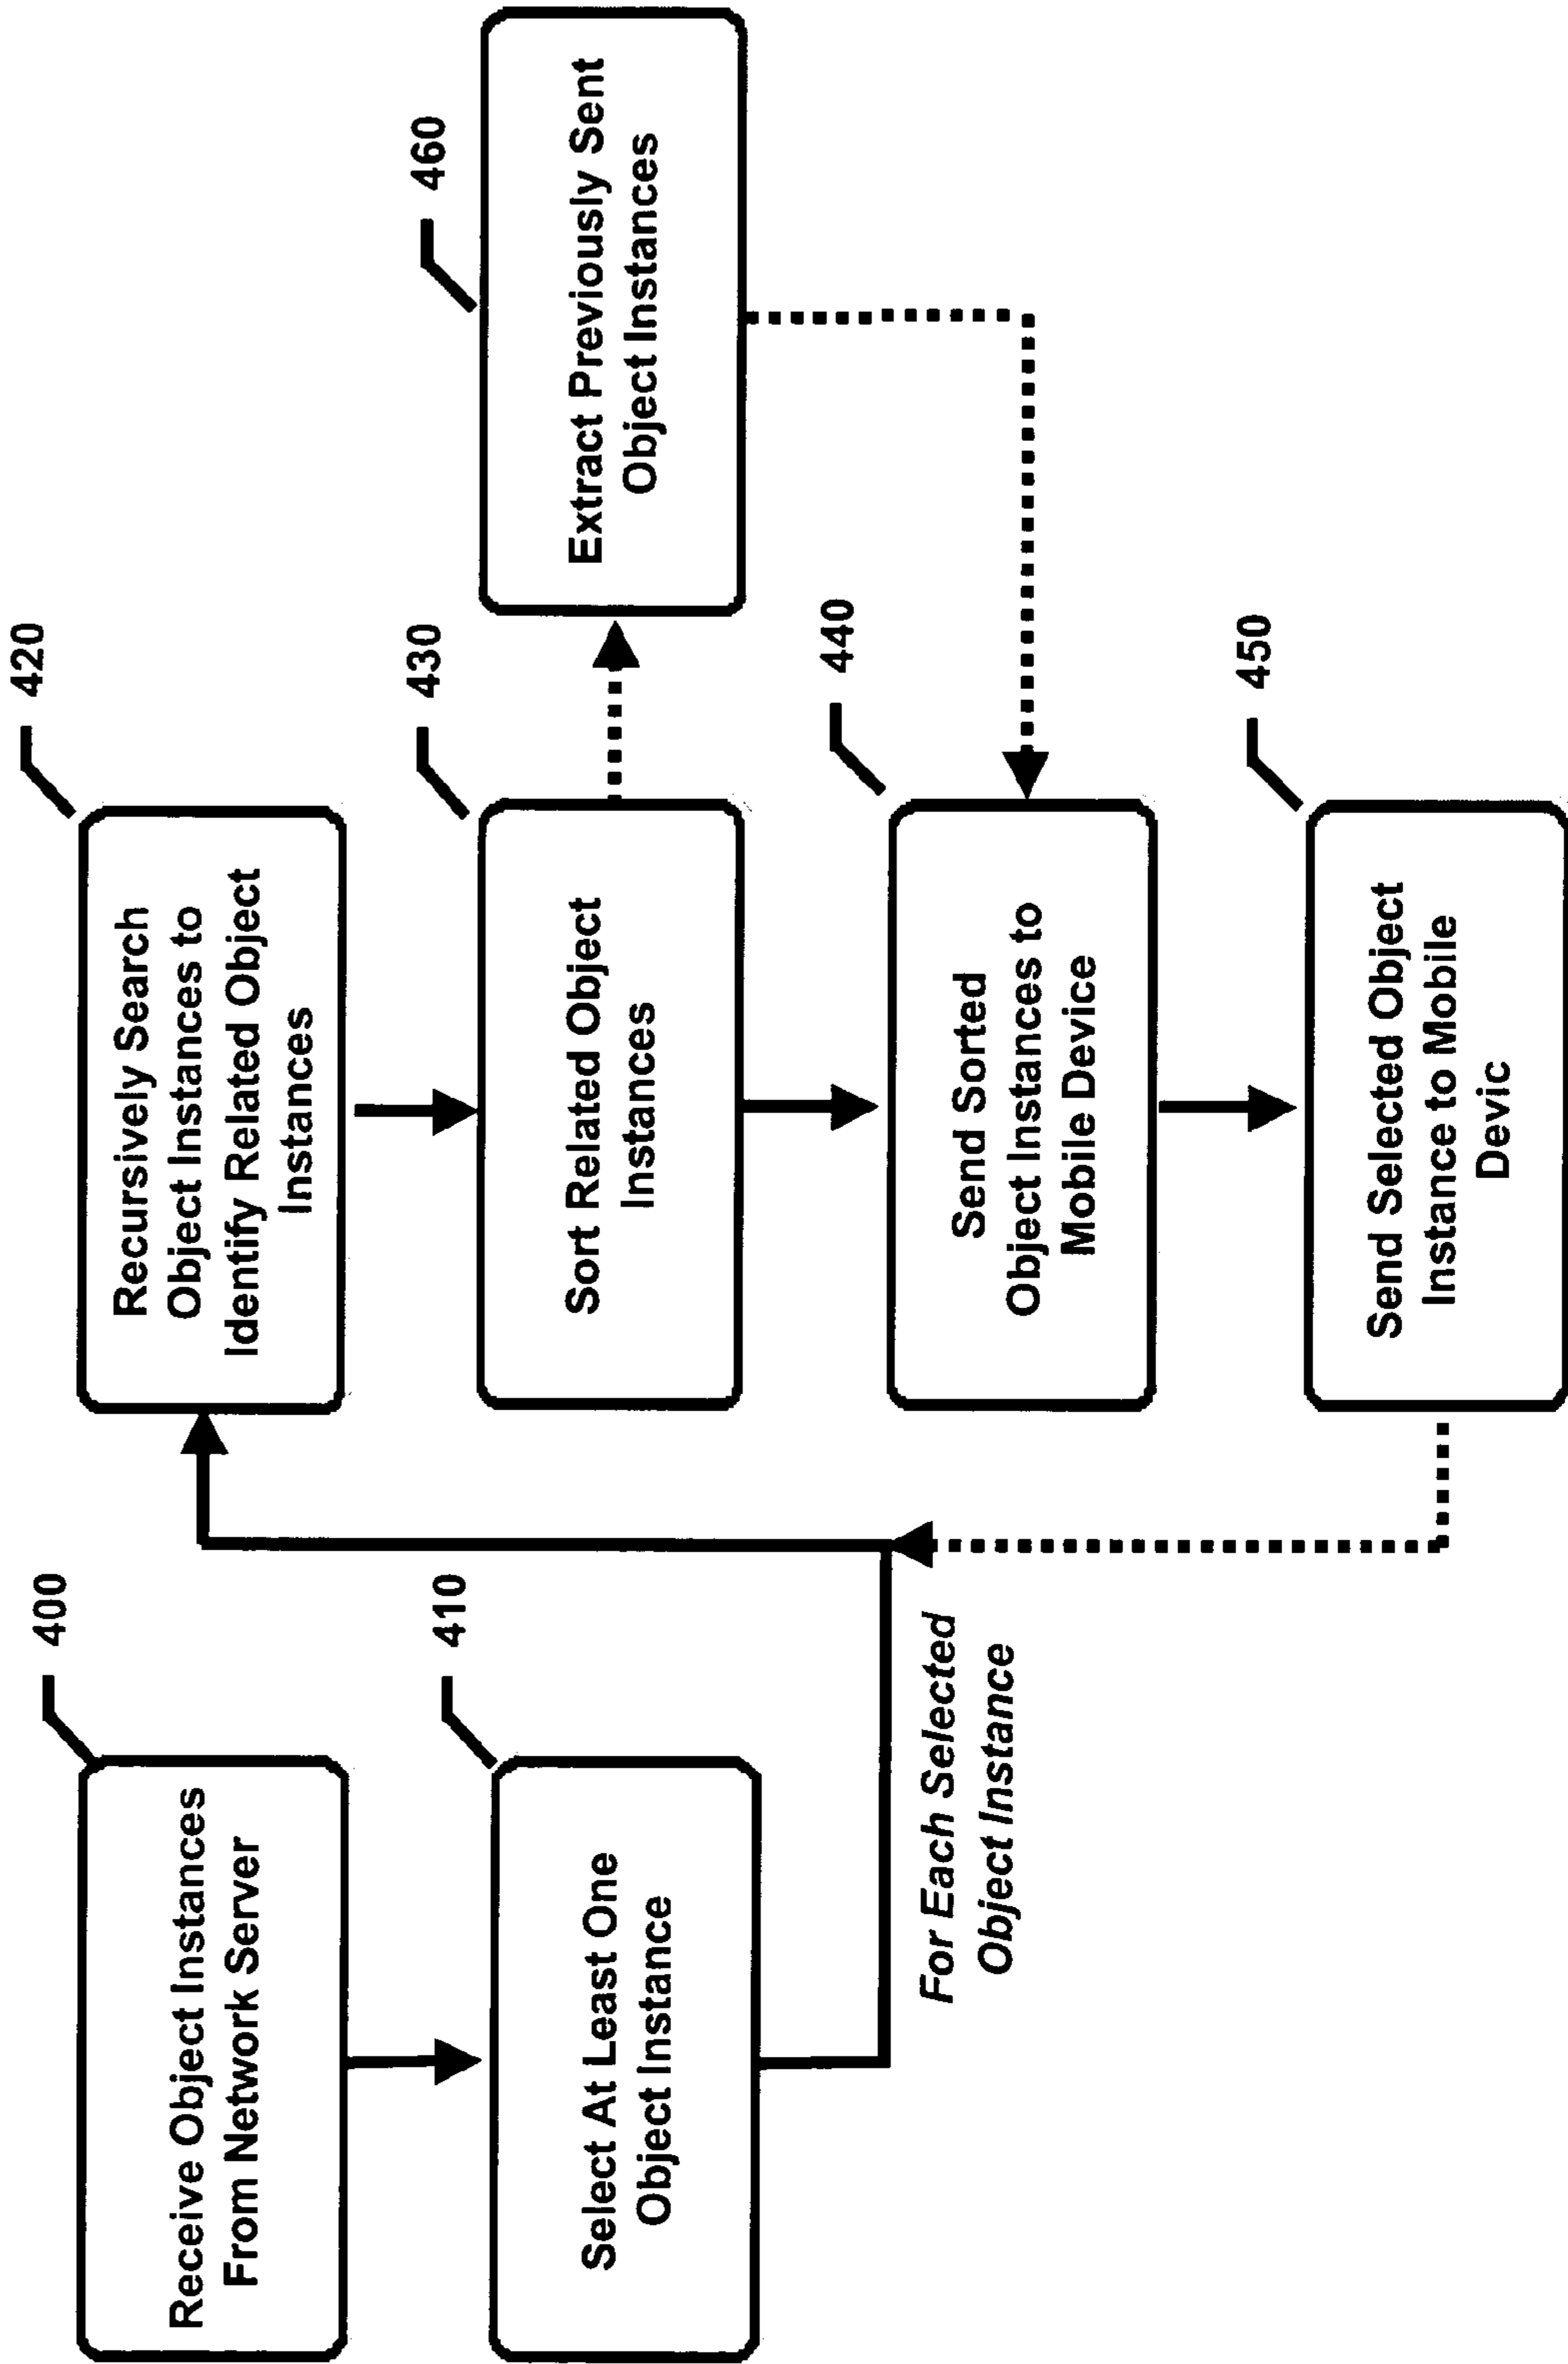 400
Receive Object Instances
From Network Server
410
Select At Least One
Object Instance
For Each Selected
Object Instance
420
Recursively Search
Object Instances to
Identify Related Object
Instances
430
Sort Related Object
Instances
440
Send Sorted
Object Instances to
Mobile Device
450
Send Selected Object
Instance to Mobile
Devic
460
Extract Previously Sent
Object Instances